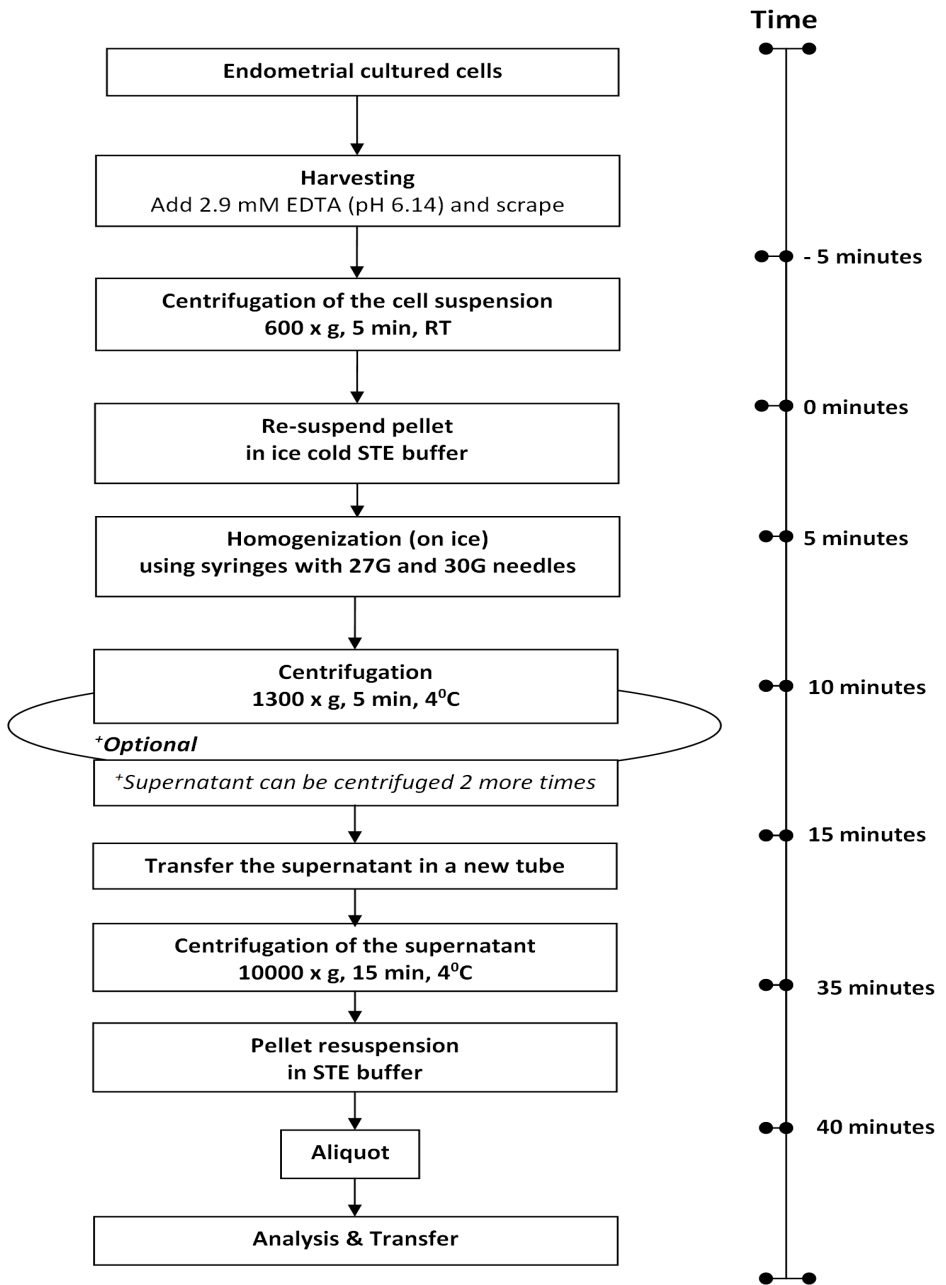 Time
Endometrial cultured cells
Harvesting
Add 2.9 mM EDTA (pH 6.14) and scrape
- 5 minutes
Centrifugation of the cell suspension
600 x g, 5 min, RT
0 minutes
Re-suspend pellet
in ice cold STE buffer
5 minutes
Homogenization (on ice)
using syringes with 27G and 30G needles
Centrifugation
1300 x g, 5 min, 4⁰C
10 minutes
⁺Optional
⁺Supernatant can be centrifuged 2 more times
15 minutes
Transfer the supernatant in a new tube
Centrifugation of the supernatant
10000 x g, 15 min, 4⁰C
35 minutes
Pellet resuspension
in STE buffer
40 minutes
Aliquot
Analysis & Transfer